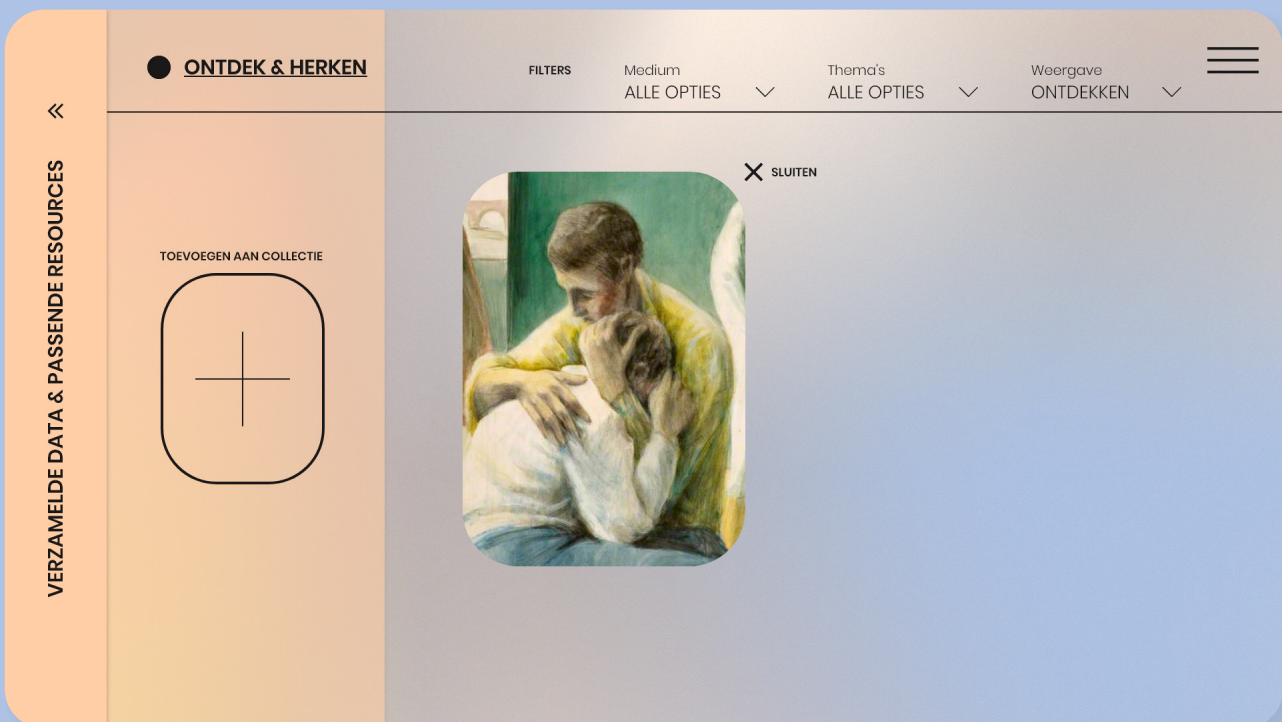 VERZAMELDE DATA & PASSENDE RESOURCES
ONTDEK & HERKEN
FILTERS
Medium
ALLE OPTIES
Thema's
ALLE OPTIES
Weergave
ONTDEKKEN
TOEVOEGEN AAN COLLECTIE
SLUITEN